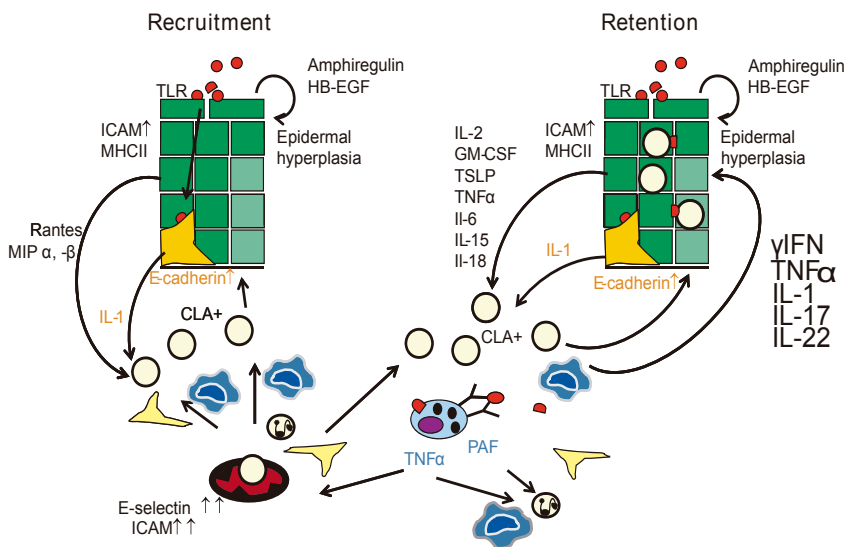 Recruitment
TLR
Amphiregulin
HB-EGF
ICAM↑
MHCII
Epidermal
hyperplasia
Rantes
MIP α, -β
E-cadherin↑
IL-1
CLA+
E-selectin ↑↑
ICAM↑↑
Retention
TLR
Amphiregulin
HB-EGF
IL-2
GM-CSF
TSLP
TNFα
Il-6
IL-15
Il-18
ICAM↑
MHCII
Epidermal
hyperplasia
IL-1
E-cadherin↑
γIFN
TNFα
IL-1
IL-17
IL-22
CLA+
PAF
TNFα